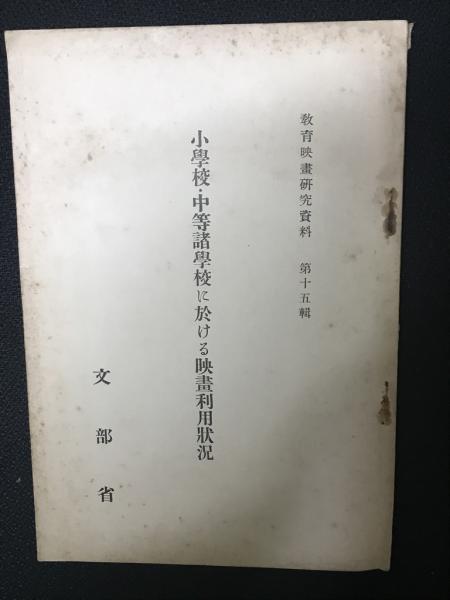 教育映畫研究資料　第十五輯
小學校・中等諸學校に於ける映畫利用狀況
文部省